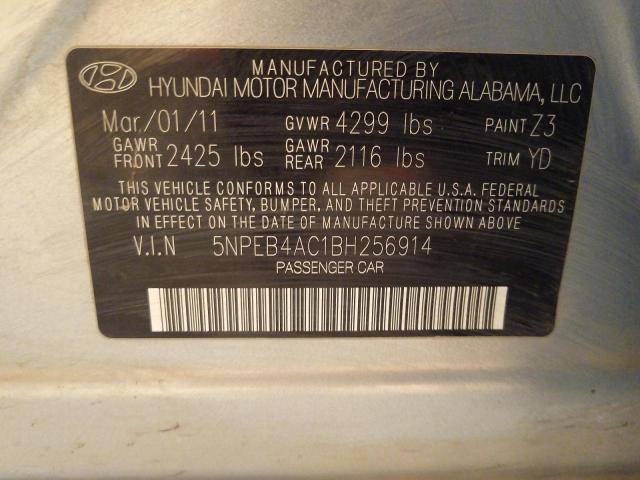 MANUFACTURED BY
HYUNDAI MOTOR MANUFACTURING ALABAMA, LLC
Mar./01/11 GVWR 4299 lbs PAINT Z3
GAWR FRONT 2425 lbs GAWR REAR 2116 lbs TRIM YD
THIS VEHICLE CONFORMS TO ALL APPLICABLE U.S.A. FEDERAL
MOTOR VEHICLE SAFETY, BUMPER, AND THEFT PREVENTION STANDARDS
IN EFFECT ON THE DATE OF MANUFACTURE SHOWN ABOVE.
V.I.N 5NPEB4AC1BH256914
PASSENGER CAR